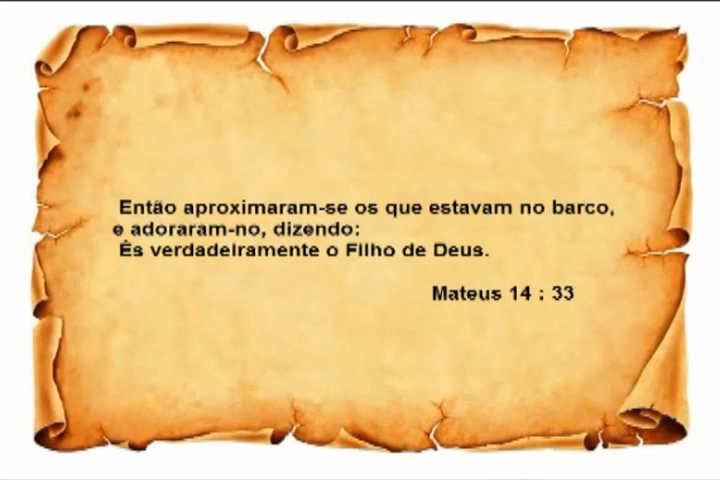 Então aproximaram-se os que estavam no barco,
e adoraram-no, dizendo:
És verdadeiramente o Filho de Deus.
Mateus 14 : 33